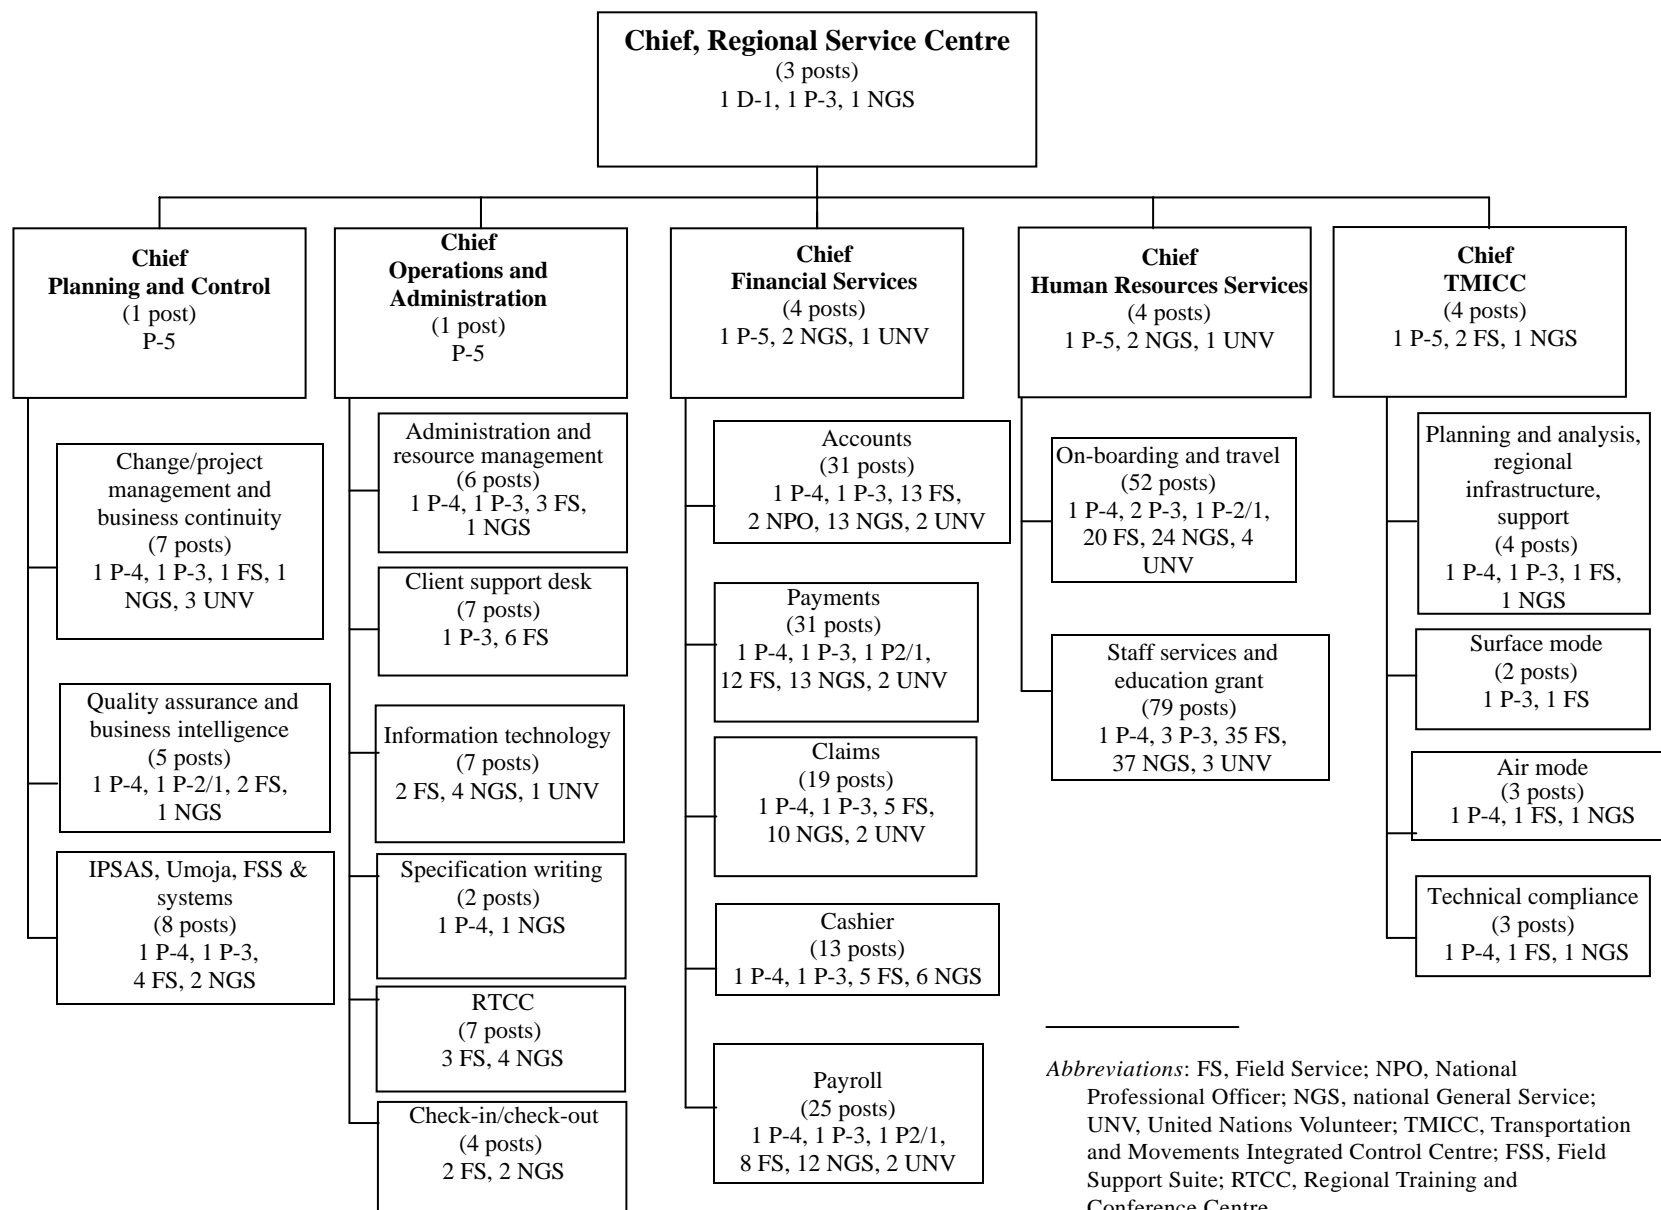 Chief, Regional Service Centre
(3 posts)
1 D-1, 1 P-3, 1 NGS
Chief
Planning and Control
(1 post)
P-5
Chief
Operations and
Administration
(1 post)
P-5
Chief
Financial Services
(4 posts)
1 P-5, 2 NGS, 1 UNV
Chief
Human Resources Services
(4 posts)
1 P-5, 2 NGS, 1 UNV
Chief
TMICC
(4 posts)
1 P-5, 2 FS, 1 NGS
Change/project
management and
business continuity
(7 posts)
1 P-4, 1 P-3, 1 FS, 1
NGS, 3 UNV
Quality assurance and
business intelligence
(5 posts)
1 P-4, 1 P-2/1, 2 FS,
1 NGS
IPSAS, Umoja, FSS &
systems
(8 posts)
1 P-4, 1 P-3,
4 FS, 2 NGS
Administration and
resource management
(6 posts)
1 P-4, 1 P-3, 3 FS,
1 NGS
Client support desk
(7 posts)
1 P-3, 6 FS
Information technology
(7 posts)
2 FS, 4 NGS, 1 UNV
Specification writing
(2 posts)
1 P-4, 1 NGS
RTCC
(7 posts)
3 FS, 4 NGS
Check-in/check-out
(4 posts)
2 FS, 2 NGS
Accounts
(31 posts)
1 P-4, 1 P-3, 13 FS,
2 NPO, 13 NGS, 2 UNV
Payments
(31 posts)
1 P-4, 1 P-3, 1 P2/1,
12 FS, 13 NGS, 2 UNV
Claims
(19 posts)
1 P-4, 1 P-3, 5 FS,
10 NGS, 2 UNV
Cashier
(13 posts)
1 P-4, 1 P-3, 5 FS, 6 NGS
Payroll
(25 posts)
1 P-4, 1 P-3, 1 P2/1,
8 FS, 12 NGS, 2 UNV
On-boarding and travel
(52 posts)
1 P-4, 2 P-3, 1 P-2/1,
20 FS, 24 NGS, 4
UNV
Staff services and
education grant
(79 posts)
1 P-4, 3 P-3, 35 FS,
37 NGS, 3 UNV
Planning and analysis,
regional
infrastructure,
support
(4 posts)
1 P-4, 1 P-3, 1 FS,
1 NGS
Surface mode
(2 posts)
1 P-3, 1 FS
Air mode
(3 posts)
1 P-4, 1 FS, 1 NGS
Technical compliance
(3 posts)
1 P-4, 1 FS, 1 NGS
Abbreviations: FS, Field Service; NPO, National
Professional Officer; NGS, national General Service;
UNV, United Nations Volunteer; TMICC, Transportation
and Movements Integrated Control Centre; FSS, Field
Support Suite; RTCC, Regional Training and
Conference Centre